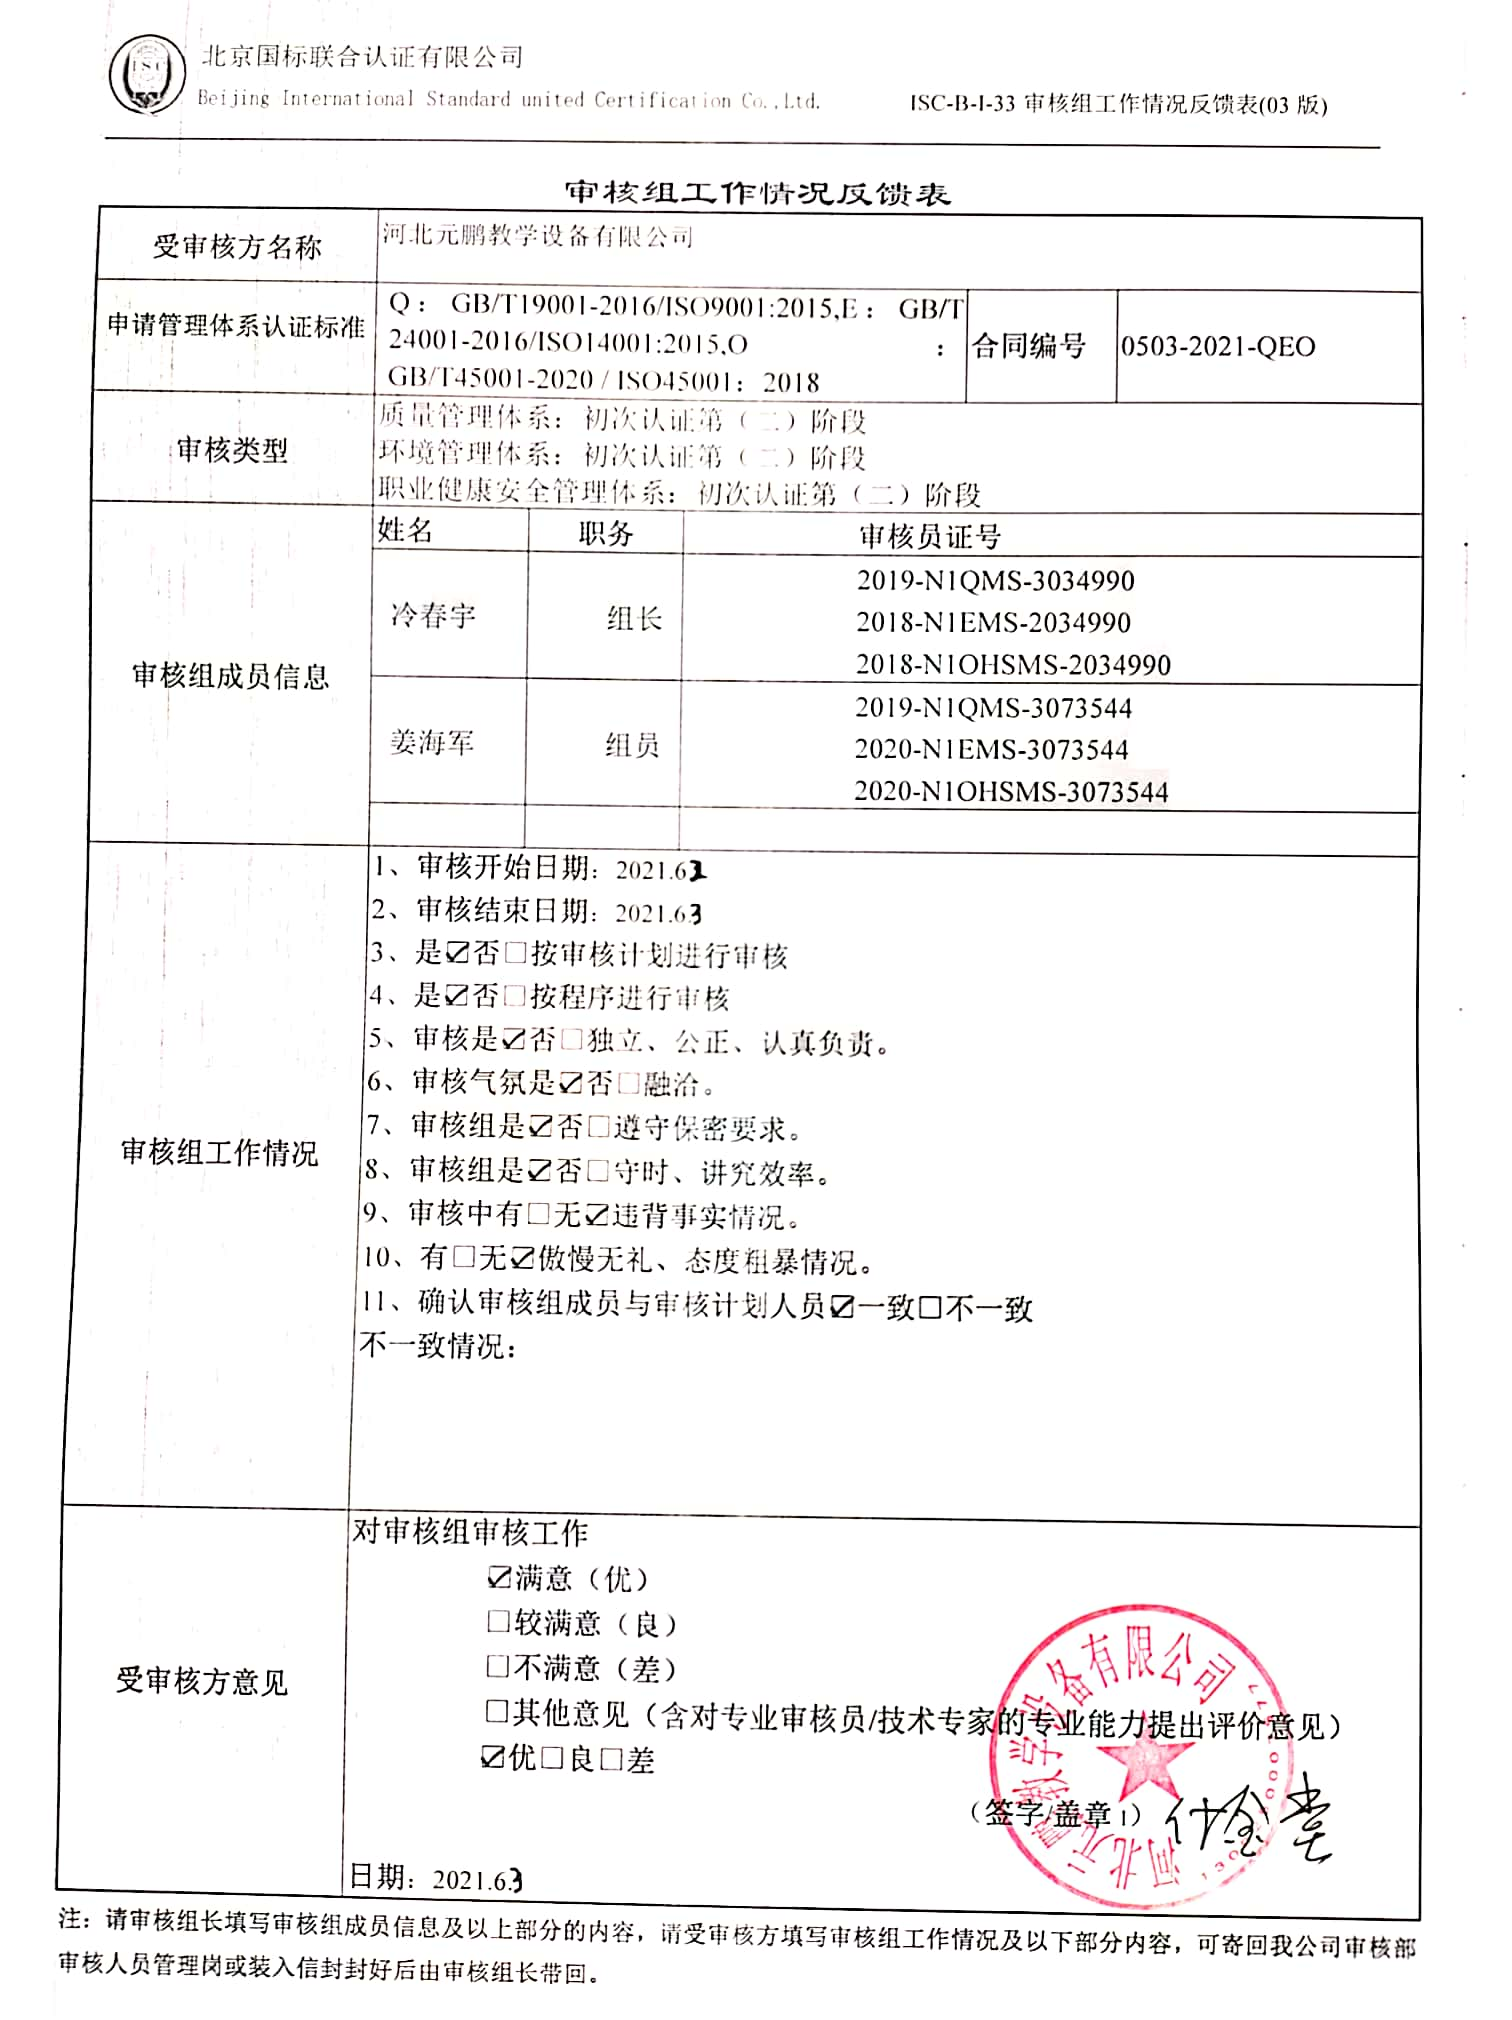 北京国标联合认证有限公司
Beijing International Standard united Certification Co.,Ltd.
ISC-B-I-33 审核组工作情况反馈表(03 版)
审核组工作情况反馈表
受审核方名称
河北元鹏教学设备有限公司
申请管理体系认证标准
Q： GB/T19001-2016/ISO9001:2015,E： GB/T
24001-2016/ISO14001:2015,O ：
GB/T45001-2020 / ISO45001：2018
合同编号
0503-2021-QEO
审核类型
质量管理体系：初次认证第（二）阶段
环境管理体系：初次认证第（二）阶段
职业健康安全管理体系：初次认证第（二）阶段
审核组成员信息
姓名 职务 审核员证号
冷春宇 组长
2019-N1QMS-3034990
2018-N1EMS-2034990
2018-N1OHSMS-2034990
姜海军 组员
2019-N1QMS-3073544
2020-N1EMS-3073544
2020-N1OHSMS-3073544
审核组工作情况
1、审核开始日期：2021.6
2、审核结束日期：2021.6.3
3、是☑否□按审核计划进行审核
4、是☑否□按程序进行审核
5、审核是☑否□独立、公正、认真负责。
6、审核气氛是☑否□融洽。
7、审核组是☑否□遵守保密要求。
8、审核组是☑否□守时、讲究效率。
9、审核中有□无☑违背事实情况。
10、有□无☑傲慢无礼、态度粗暴情况。
11、确认审核组成员与审核计划人员☑一致□不一致
不一致情况：
受审核方意见
对审核组审核工作
☑满意（优）
□较满意（良）
□不满意（差）
□其他意见（含对专业审核员/技术专家的专业能力提出评价意见）
☑优□良□差
（签字/盖章）
河北元鹏教学设备有限公司
日期：2021.6.3
注：请审核组长填写审核组成员信息及以上部分的内容，请受审核方填写审核组工作情况及以下部分内容，可寄回我公司审核部
审核人员管理岗或装入信封封好后由审核组长带回。